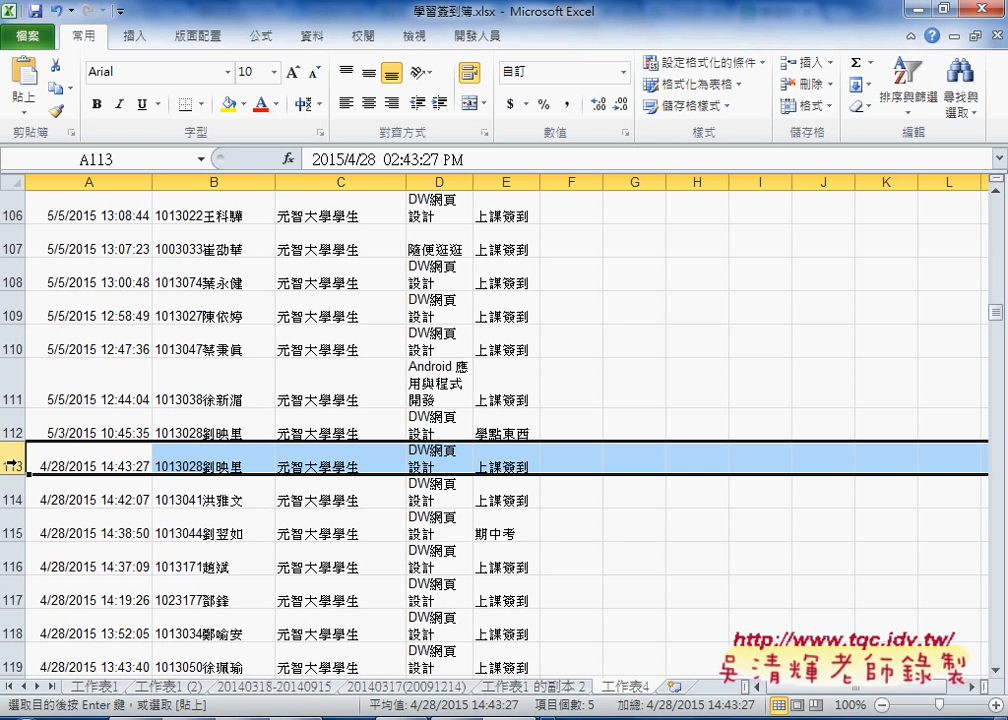 學習簽到簿.xlsx - Microsoft Excel
檔案 常用 插入 版面配置 公式 資料 校閱 檢視 開發人員
貼上 Arial 10 自訂 設定格式化的條件 插入 Σ
B I U $ % , 格式化為表格 刪除 排序與篩選 尋找與選取
儲存格樣式 格式
剪貼簿 字型 對齊方式 數值 樣式 儲存格 編輯
A113 fx 2015/4/28 02:43:27 PM
A B C D E F G H I J K L
106 5/5/2015 13:08:44 1013022王科驊 元智大學學生 DW網頁設計 上課簽到
107 5/5/2015 13:07:23 1003033崔劭華 元智大學學生 隨便逛逛 上課簽到
108 5/5/2015 13:00:48 1013074葉永健 元智大學學生 DW網頁設計 上課簽到
109 5/5/2015 12:58:49 1013027陳依婷 元智大學學生 DW網頁設計 上課簽到
110 5/5/2015 12:47:36 1013047蔡秉真 元智大學學生 DW網頁設計 上課簽到
111 5/5/2015 12:44:04 1013038徐新湄 元智大學學生 Android 應用與程式開發 上課簽到
112 5/3/2015 10:45:35 1013028劉映里 元智大學學生 DW網頁設計 學點東西
113 4/28/2015 14:43:27 1013028劉映里 元智大學學生 DW網頁設計 上課簽到
114 4/28/2015 14:42:07 1013041洪雅文 元智大學學生 DW網頁設計 上課簽到
115 4/28/2015 14:38:50 1013044劉翌如 元智大學學生 DW網頁設計 期中考
116 4/28/2015 14:37:09 1013171趙斌 元智大學學生 DW網頁設計 上課簽到
117 4/28/2015 14:19:26 1023177鄧鋒 元智大學學生 DW網頁設計 上課簽到
118 4/28/2015 13:52:05 1013034鄭喻安 元智大學學生 DW網頁設計 上課簽到
119 4/28/2015 13:43:40 1013050徐珮瑜 元智大學學生 DW網頁設計 上課簽到
http://www.tqc.idv.tw/
吳清輝老師錄製
工作表1 工作表1 (2) 20140318-20140915 20140317(20091214) 工作表1 的副本 2 工作表4
選取目的後按 Enter 鍵，或選取 [貼上] 平均值: 4/28/2015 14:43:27 項目個數: 5 加總: 4/28/2015 14:43:27 100%